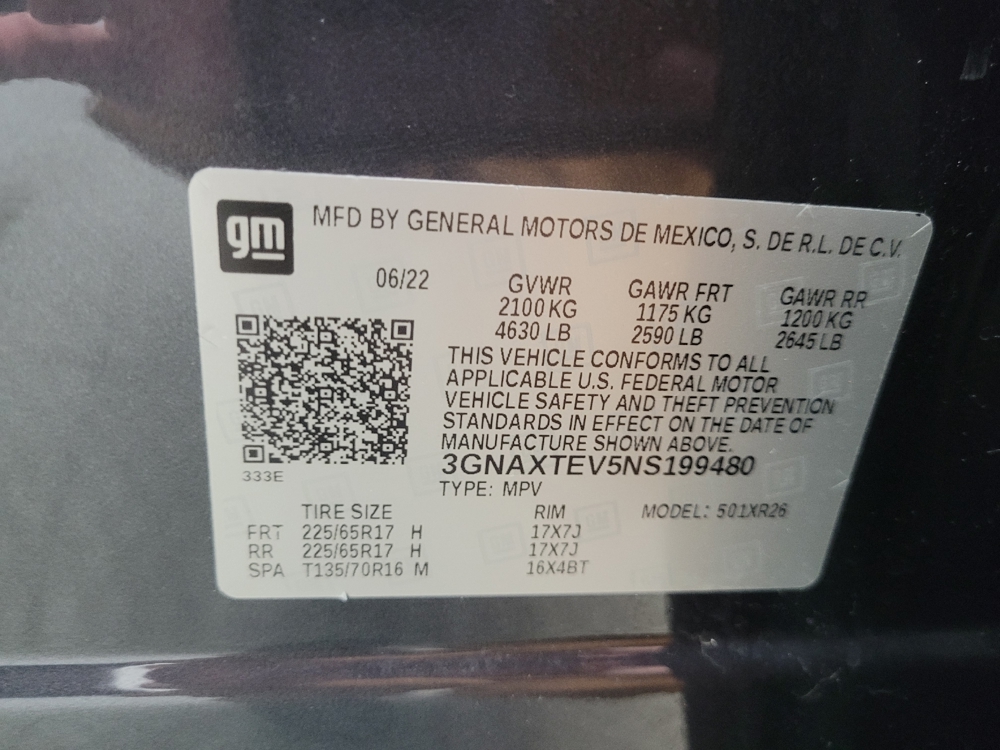 gm
MFD BY GENERAL MOTORS DE MEXICO, S. DE R.L. DE C.V.
06/22
GVWR GAWR FRT GAWR RR
2100 KG 1175 KG 1200 KG
4630 LB 2590 LB 2645 LB
THIS VEHICLE CONFORMS TO ALL
APPLICABLE U.S. FEDERAL MOTOR
VEHICLE SAFETY AND THEFT PREVENTION
STANDARDS IN EFFECT ON THE DATE OF
MANUFACTURE SHOWN ABOVE.
333E
3GNAXTEV5NS199480
TYPE: MPV
TIRE SIZE RIM MODEL: 501XR26
FRT 225/65R17 H 17X7J
RR 225/65R17 H 17X7J
SPA T135/70R16 M 16X4BT